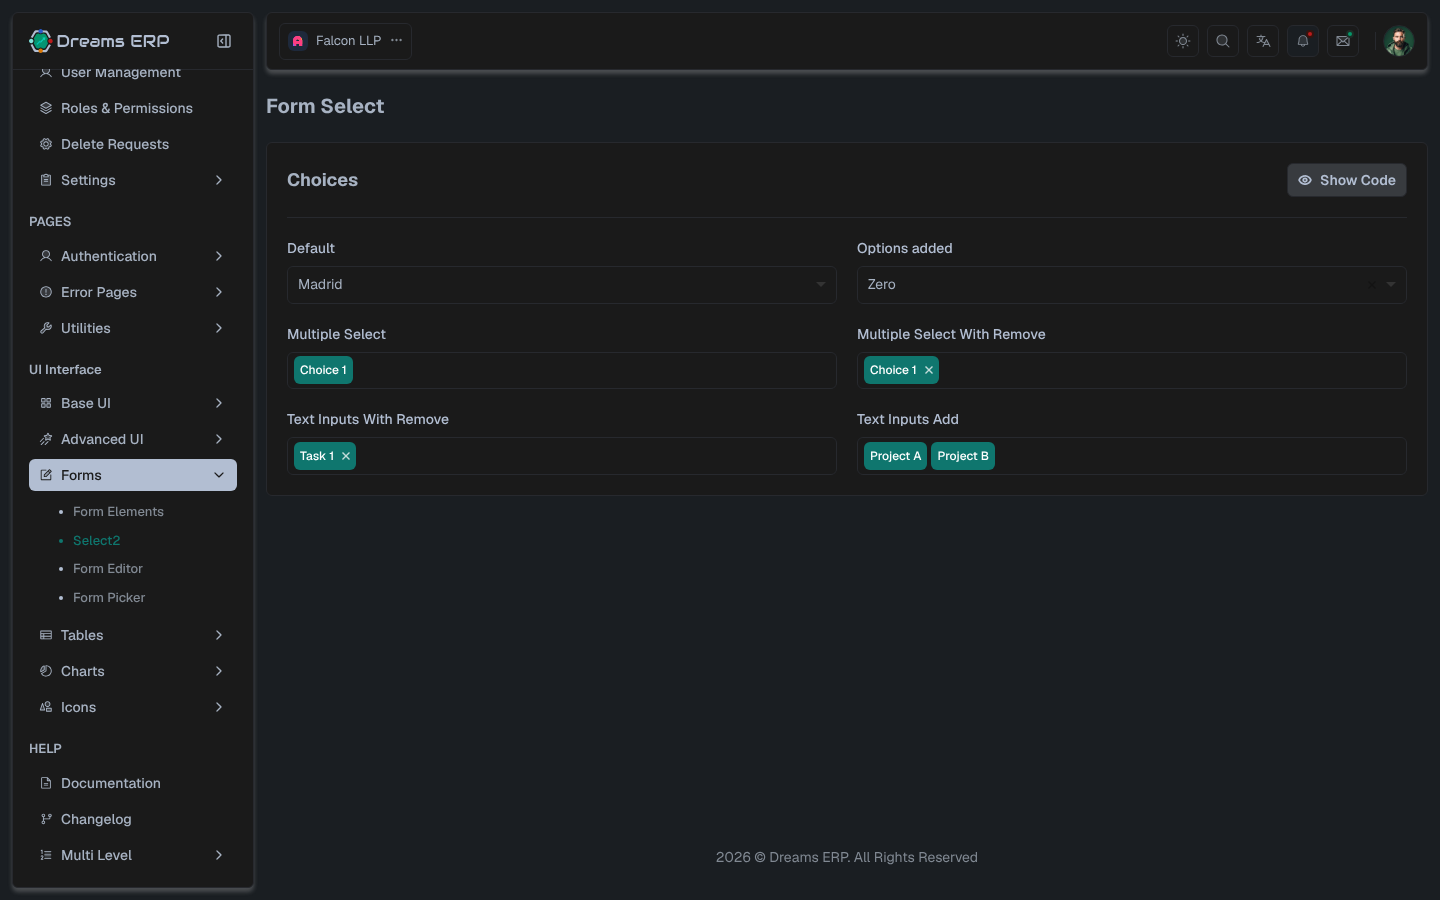 Dreams ERP
User Management
Roles & Permissions
Delete Requests
Settings
PAGES
Authentication
Error Pages
Utilities
UI Interface
Base UI
Advanced UI
Forms
Form Elements
Select2
Form Editor
Form Picker
Tables
Charts
Icons
HELP
Documentation
Changelog
Multi Level
Falcon LLP
Form Select
Choices
Show Code
Default
Options added
Madrid
Zero
Multiple Select
Multiple Select With Remove
Choice 1
Choice 1
Text Inputs With Remove
Text Inputs Add
Task 1
Project A Project B
2026 © Dreams ERP. All Rights Reserved